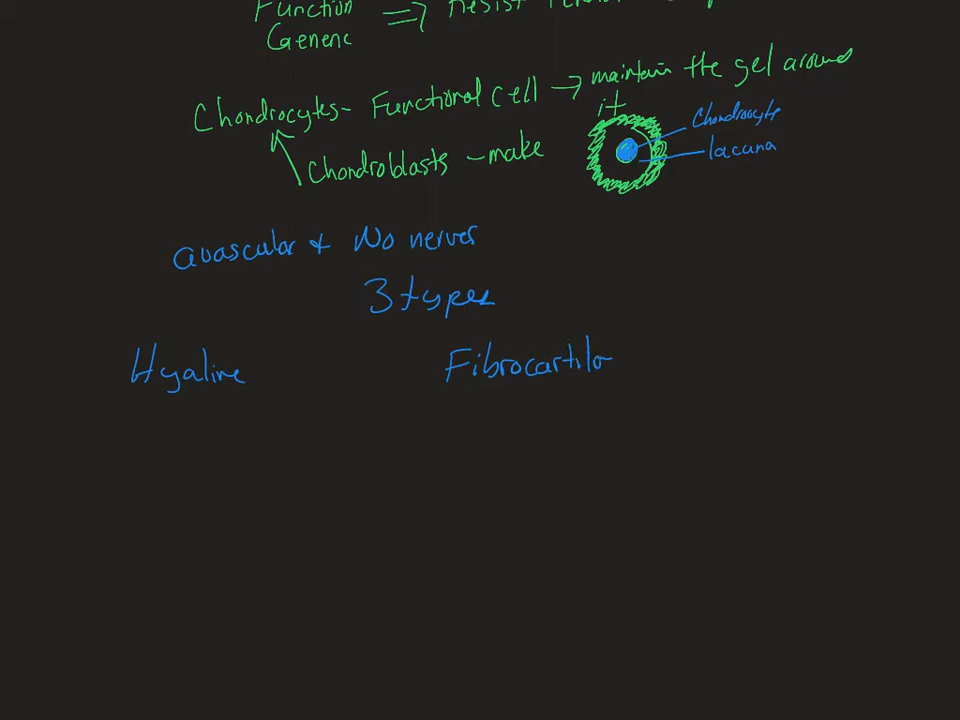 Function ⟹ Resist
Generic
Chondrocytes- Functional cell → maintain the gel around
it
Chondrocyte
lacuna
Chondroblasts - make
avascular + No nerves
3 types
Hyaline Fibrocartila